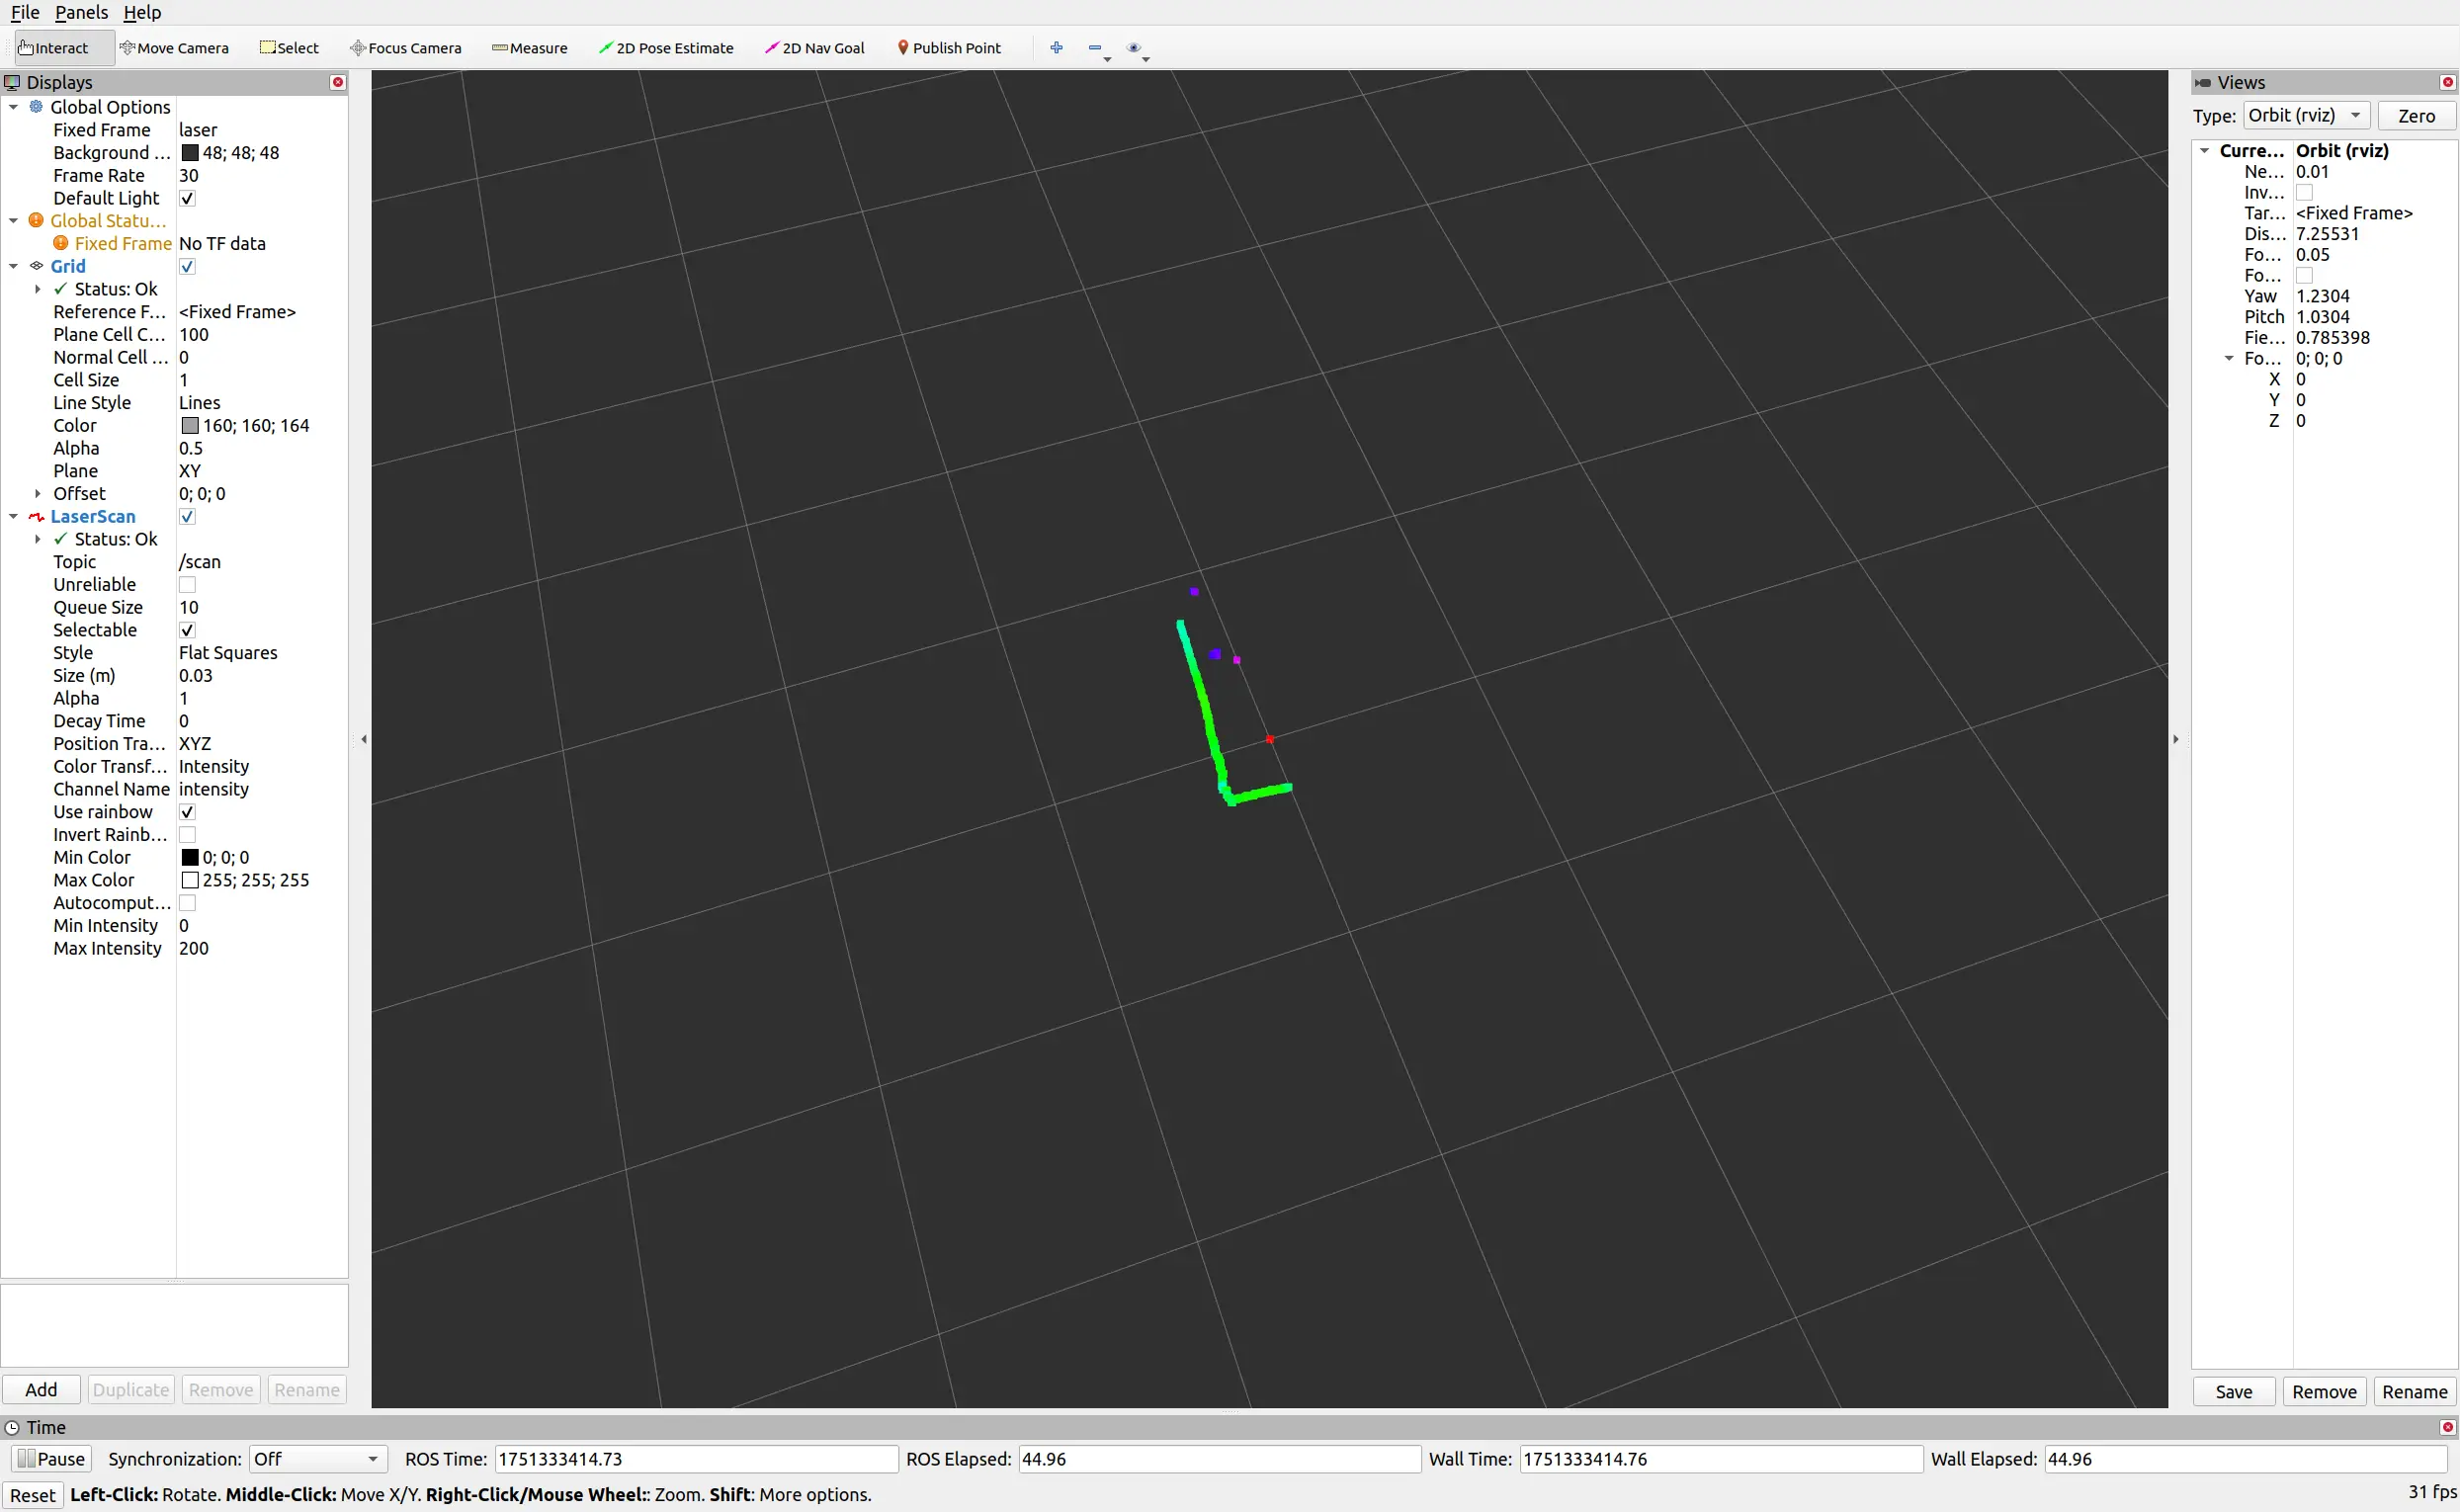 File Panels Help
Interact Move Camera Select Focus Camera Measure 2D Pose Estimate 2D Nav Goal Publish Point
Displays
Global Options
Fixed Frame laser
Background ... 48; 48; 48
Frame Rate 30
Default Light
Global Statu...
Fixed Frame No TF data
Grid
Status: Ok
Reference F... <Fixed Frame>
Plane Cell C... 100
Normal Cell ... 0
Cell Size 1
Line Style Lines
Color 160; 160; 164
Alpha 0.5
Plane XY
Offset 0; 0; 0
LaserScan
Status: Ok
Topic /scan
Unreliable
Queue Size 10
Selectable
Style Flat Squares
Size (m) 0.03
Alpha 1
Decay Time 0
Position Tra... XYZ
Color Transf... Intensity
Channel Name intensity
Use rainbow
Invert Rainb...
Min Color 0; 0; 0
Max Color 255; 255; 255
Autocomput...
Min Intensity 0
Max Intensity 200
Add Duplicate Remove Rename
Views
Type: Orbit (rviz) Zero
Curre... Orbit (rviz)
Ne... 0.01
Inv...
Tar... <Fixed Frame>
Dis... 7.25531
Fo... 0.05
Fo...
Yaw 1.2304
Pitch 1.0304
Fie... 0.785398
Fo... 0; 0; 0
X 0
Y 0
Z 0
Save Remove Rename
Time
Pause Synchronization: Off ROS Time: 1751333414.73 ROS Elapsed: 44.96 Wall Time: 1751333414.76 Wall Elapsed: 44.96
Reset Left-Click: Rotate. Middle-Click: Move X/Y. Right-Click/Mouse Wheel:: Zoom. Shift: More options. 31 fps